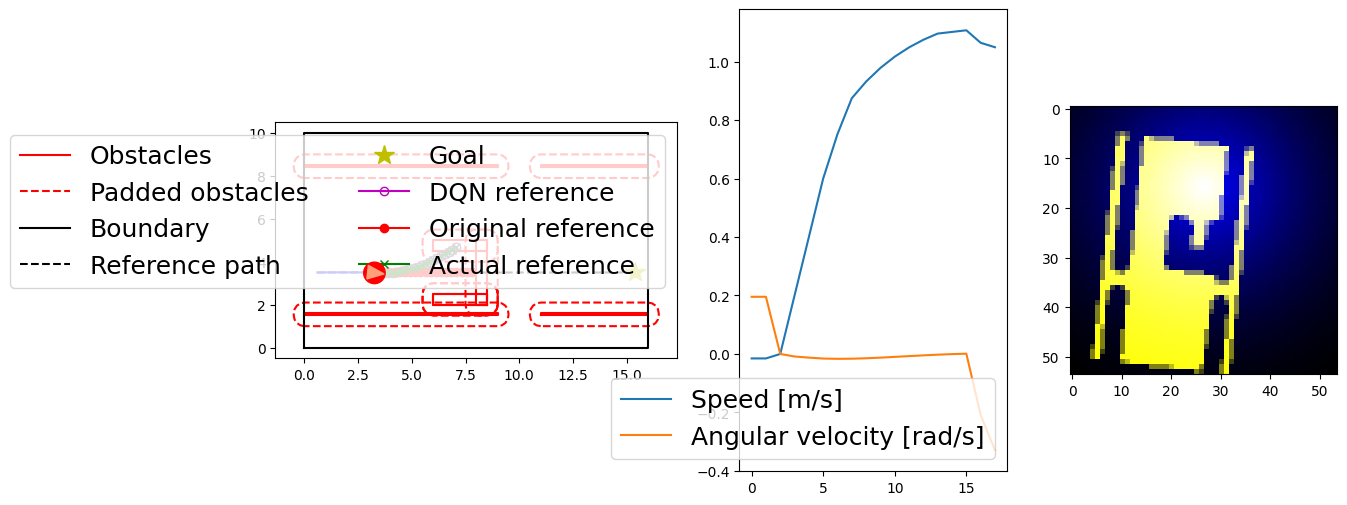 Obstacles
Padded obstacles
Boundary
Reference path
Goal
DQN reference
Original reference
Actual reference
10
8
6
4
2
0
0.0 2.5 5.0 7.5 10.0 12.5 15.0
1.0
0.8
0.6
0.4
0.2
0.0
−0.2
−0.4
0 5 10 15
Speed [m/s]
Angular velocity [rad/s]
0
10
20
30
40
50
0 10 20 30 40 50